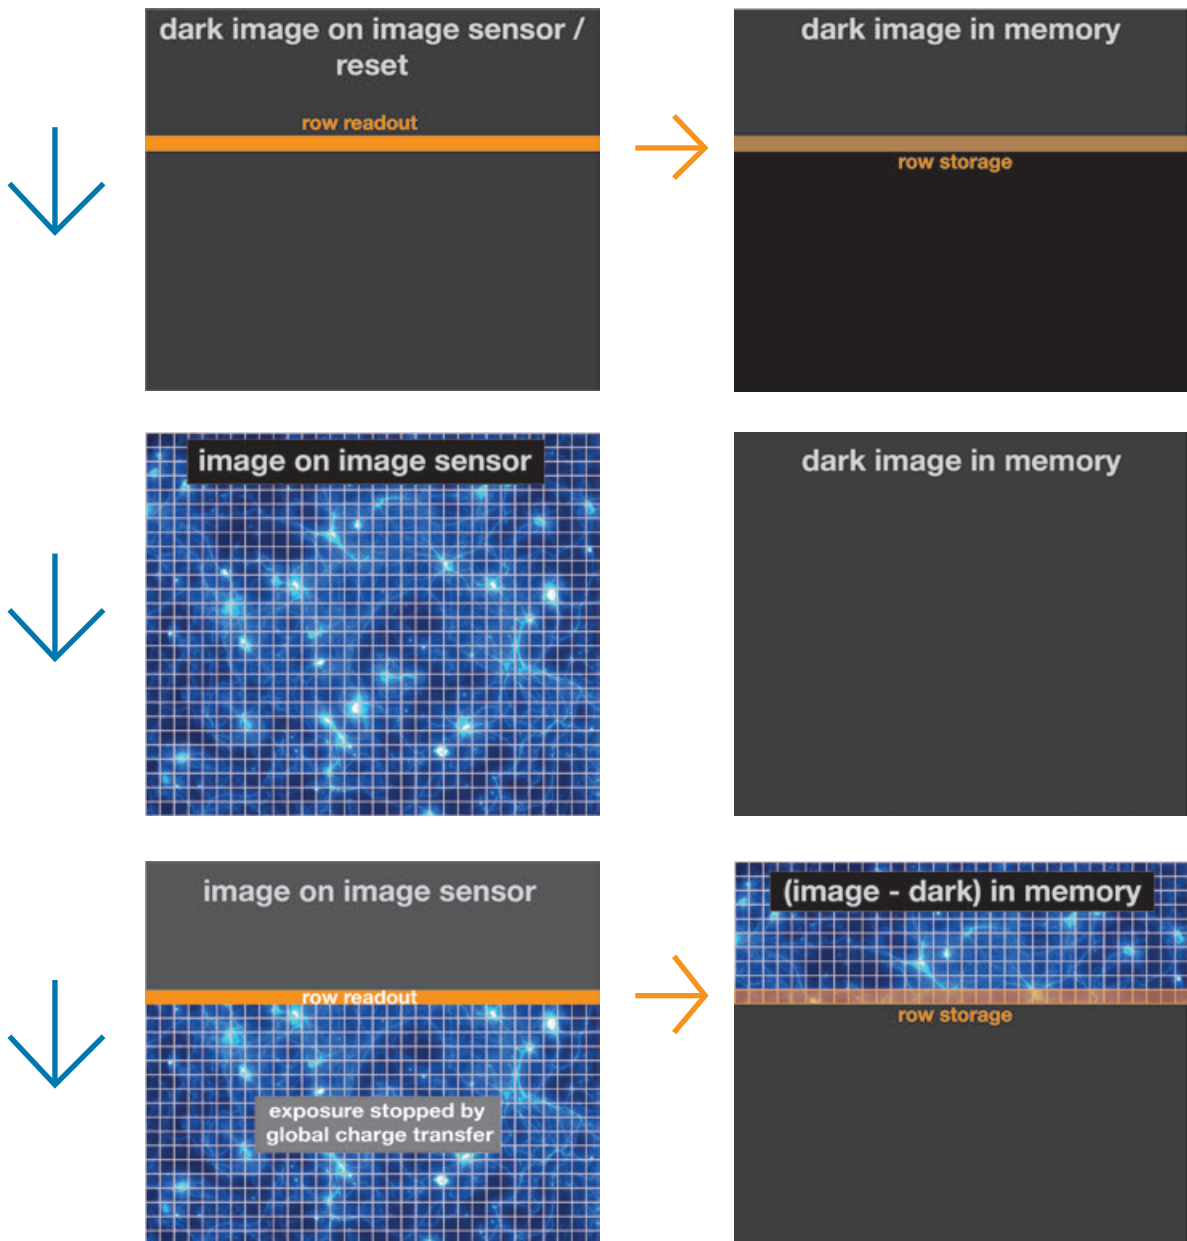 dark image on image sensor /
reset
row readout
dark image in memory
row storage
image on image sensor
dark image in memory
image on image sensor
row readout
exposure stopped by
global charge transfer
(image - dark) in memory
row storage